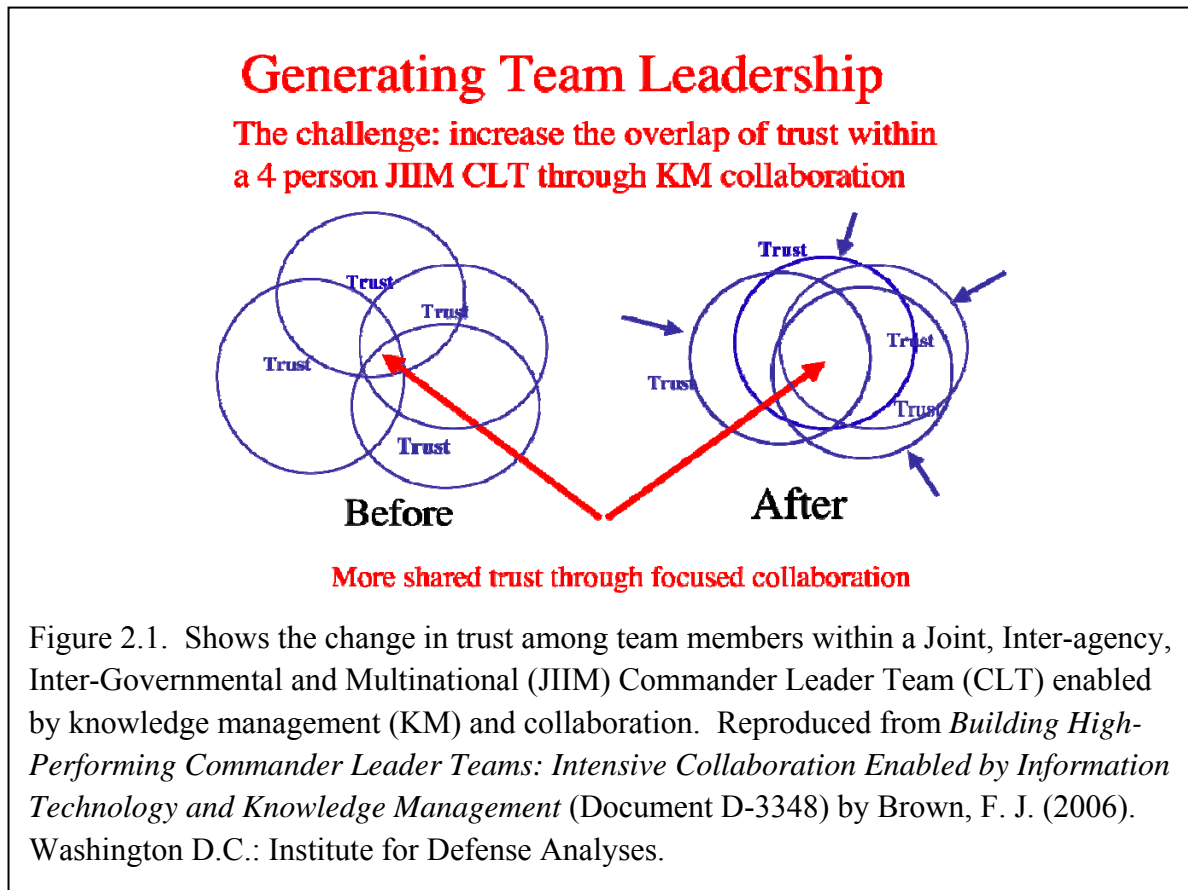 Generating Team Leadership
The challenge: increase the overlap of trust within
a 4 person JIIM CLT through KM collaboration
Trust
Trust
Trust
Trust
Before
Trust
Trust
Trust
Trust
After
More shared trust through focused collaboration
Figure 2.1.  Shows the change in trust among team members within a Joint, Inter-agency,
Inter-Governmental and Multinational (JIIM) Commander Leader Team (CLT) enabled
by knowledge management (KM) and collaboration.  Reproduced from Building High-
Performing Commander Leader Teams: Intensive Collaboration Enabled by Information
Technology and Knowledge Management (Document D-3348) by Brown, F. J. (2006).
Washington D.C.: Institute for Defense Analyses.